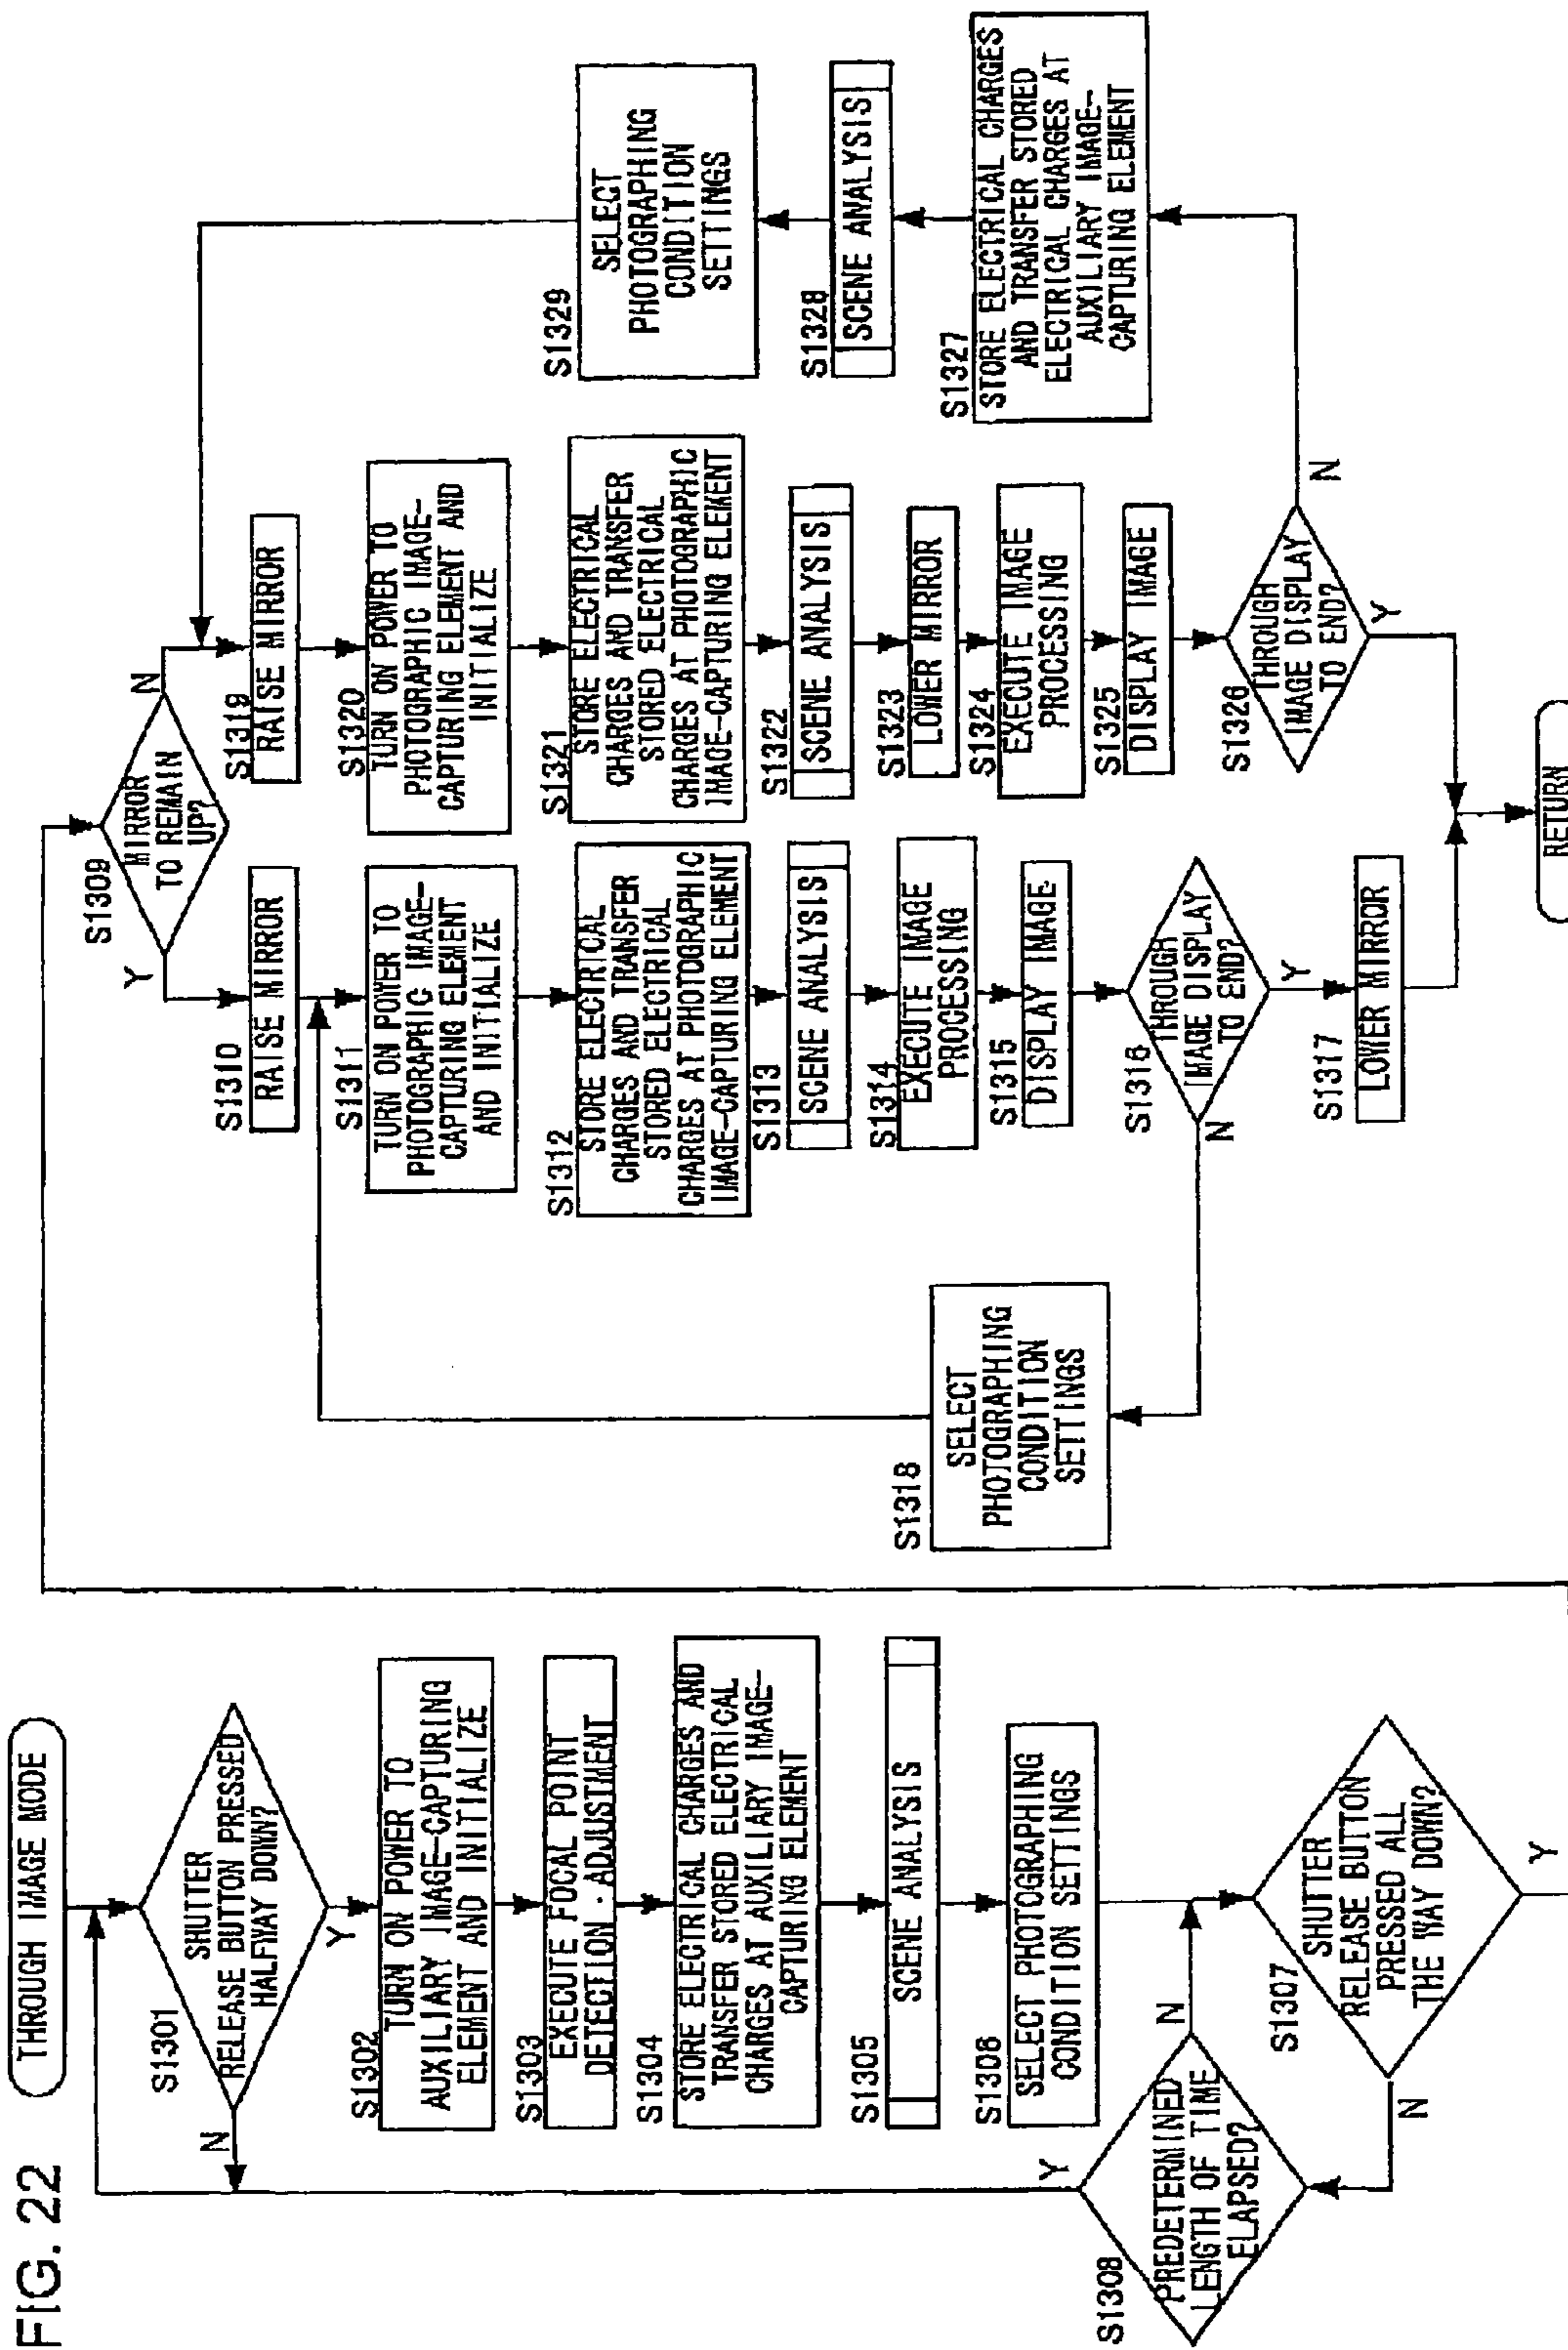 FIG. 22
THROUGH IMAGE MODE
S1301
SHUTTER
RELEASE BUTTON PRESSED
HALFWAY DOWN?
N
Y
S1302
TURN ON POWER TO
AUXILIARY IMAGE-CAPTURING
ELEMENT AND INITIALIZE
S1303
EXECUTE FOCAL POINT
DETECTION · ADJUSTMENT
S1304
STORE ELECTRICAL CHARGES AND
TRANSFER STORED ELECTRICAL
CHARGES AT AUXILIARY IMAGE-
CAPTURING ELEMENT
S1305
SCENE ANALYSIS
S1306
SELECT PHOTOGRAPHING
CONDITION SETTINGS
S1307
SHUTTER
RELEASE BUTTON
PRESSED ALL
THE WAY DOWN?
N
Y
S1308
PREDETERMINED
LENGTH OF TIME
ELAPSED?
Y
N
S1309
MIRROR
TO REMAIN
UP?
Y
N
S1310
RAISE MIRROR
S1311
TURN ON POWER TO
PHOTOGRAPHIC IMAGE-
CAPTURING ELEMENT
AND INITIALIZE
S1312
STORE ELECTRICAL
CHARGES AND TRANSFER
STORED ELECTRICAL
CHARGES AT PHOTOGRAPHIC
IMAGE-CAPTURING ELEMENT
S1313
SCENE ANALYSIS
S1314
EXECUTE IMAGE
PROCESSING
S1315
DISPLAY IMAGE
S1316
THROUGH
IMAGE DISPLAY
TO END?
N
Y
S1317
LOWER MIRROR
S1318
SELECT
PHOTOGRAPHING
CONDITION
SETTINGS
S1319
RAISE MIRROR
S1320
TURN ON POWER TO
PHOTOGRAPHIC IMAGE-
CAPTURING ELEMENT AND
INITIALIZE
S1321
STORE ELECTRICAL
CHARGES AND TRANSFER
STORED ELECTRICAL
CHARGES AT PHOTOGRAPHIC
IMAGE-CAPTURING ELEMENT
S1322
SCENE ANALYSIS
S1323
LOWER MIRROR
S1324
EXECUTE IMAGE
PROCESSING
S1325
DISPLAY IMAGE
S1326
THROUGH
IMAGE DISPLAY
TO END?
N
Y
S1327
STORE ELECTRICAL CHARGES
AND TRANSFER STORED
ELECTRICAL CHARGES AT
AUXILIARY IMAGE-
CAPTURING ELEMENT
S1328
SCENE ANALYSIS
S1329
SELECT
PHOTOGRAPHING
CONDITION
SETTINGS
RETURN